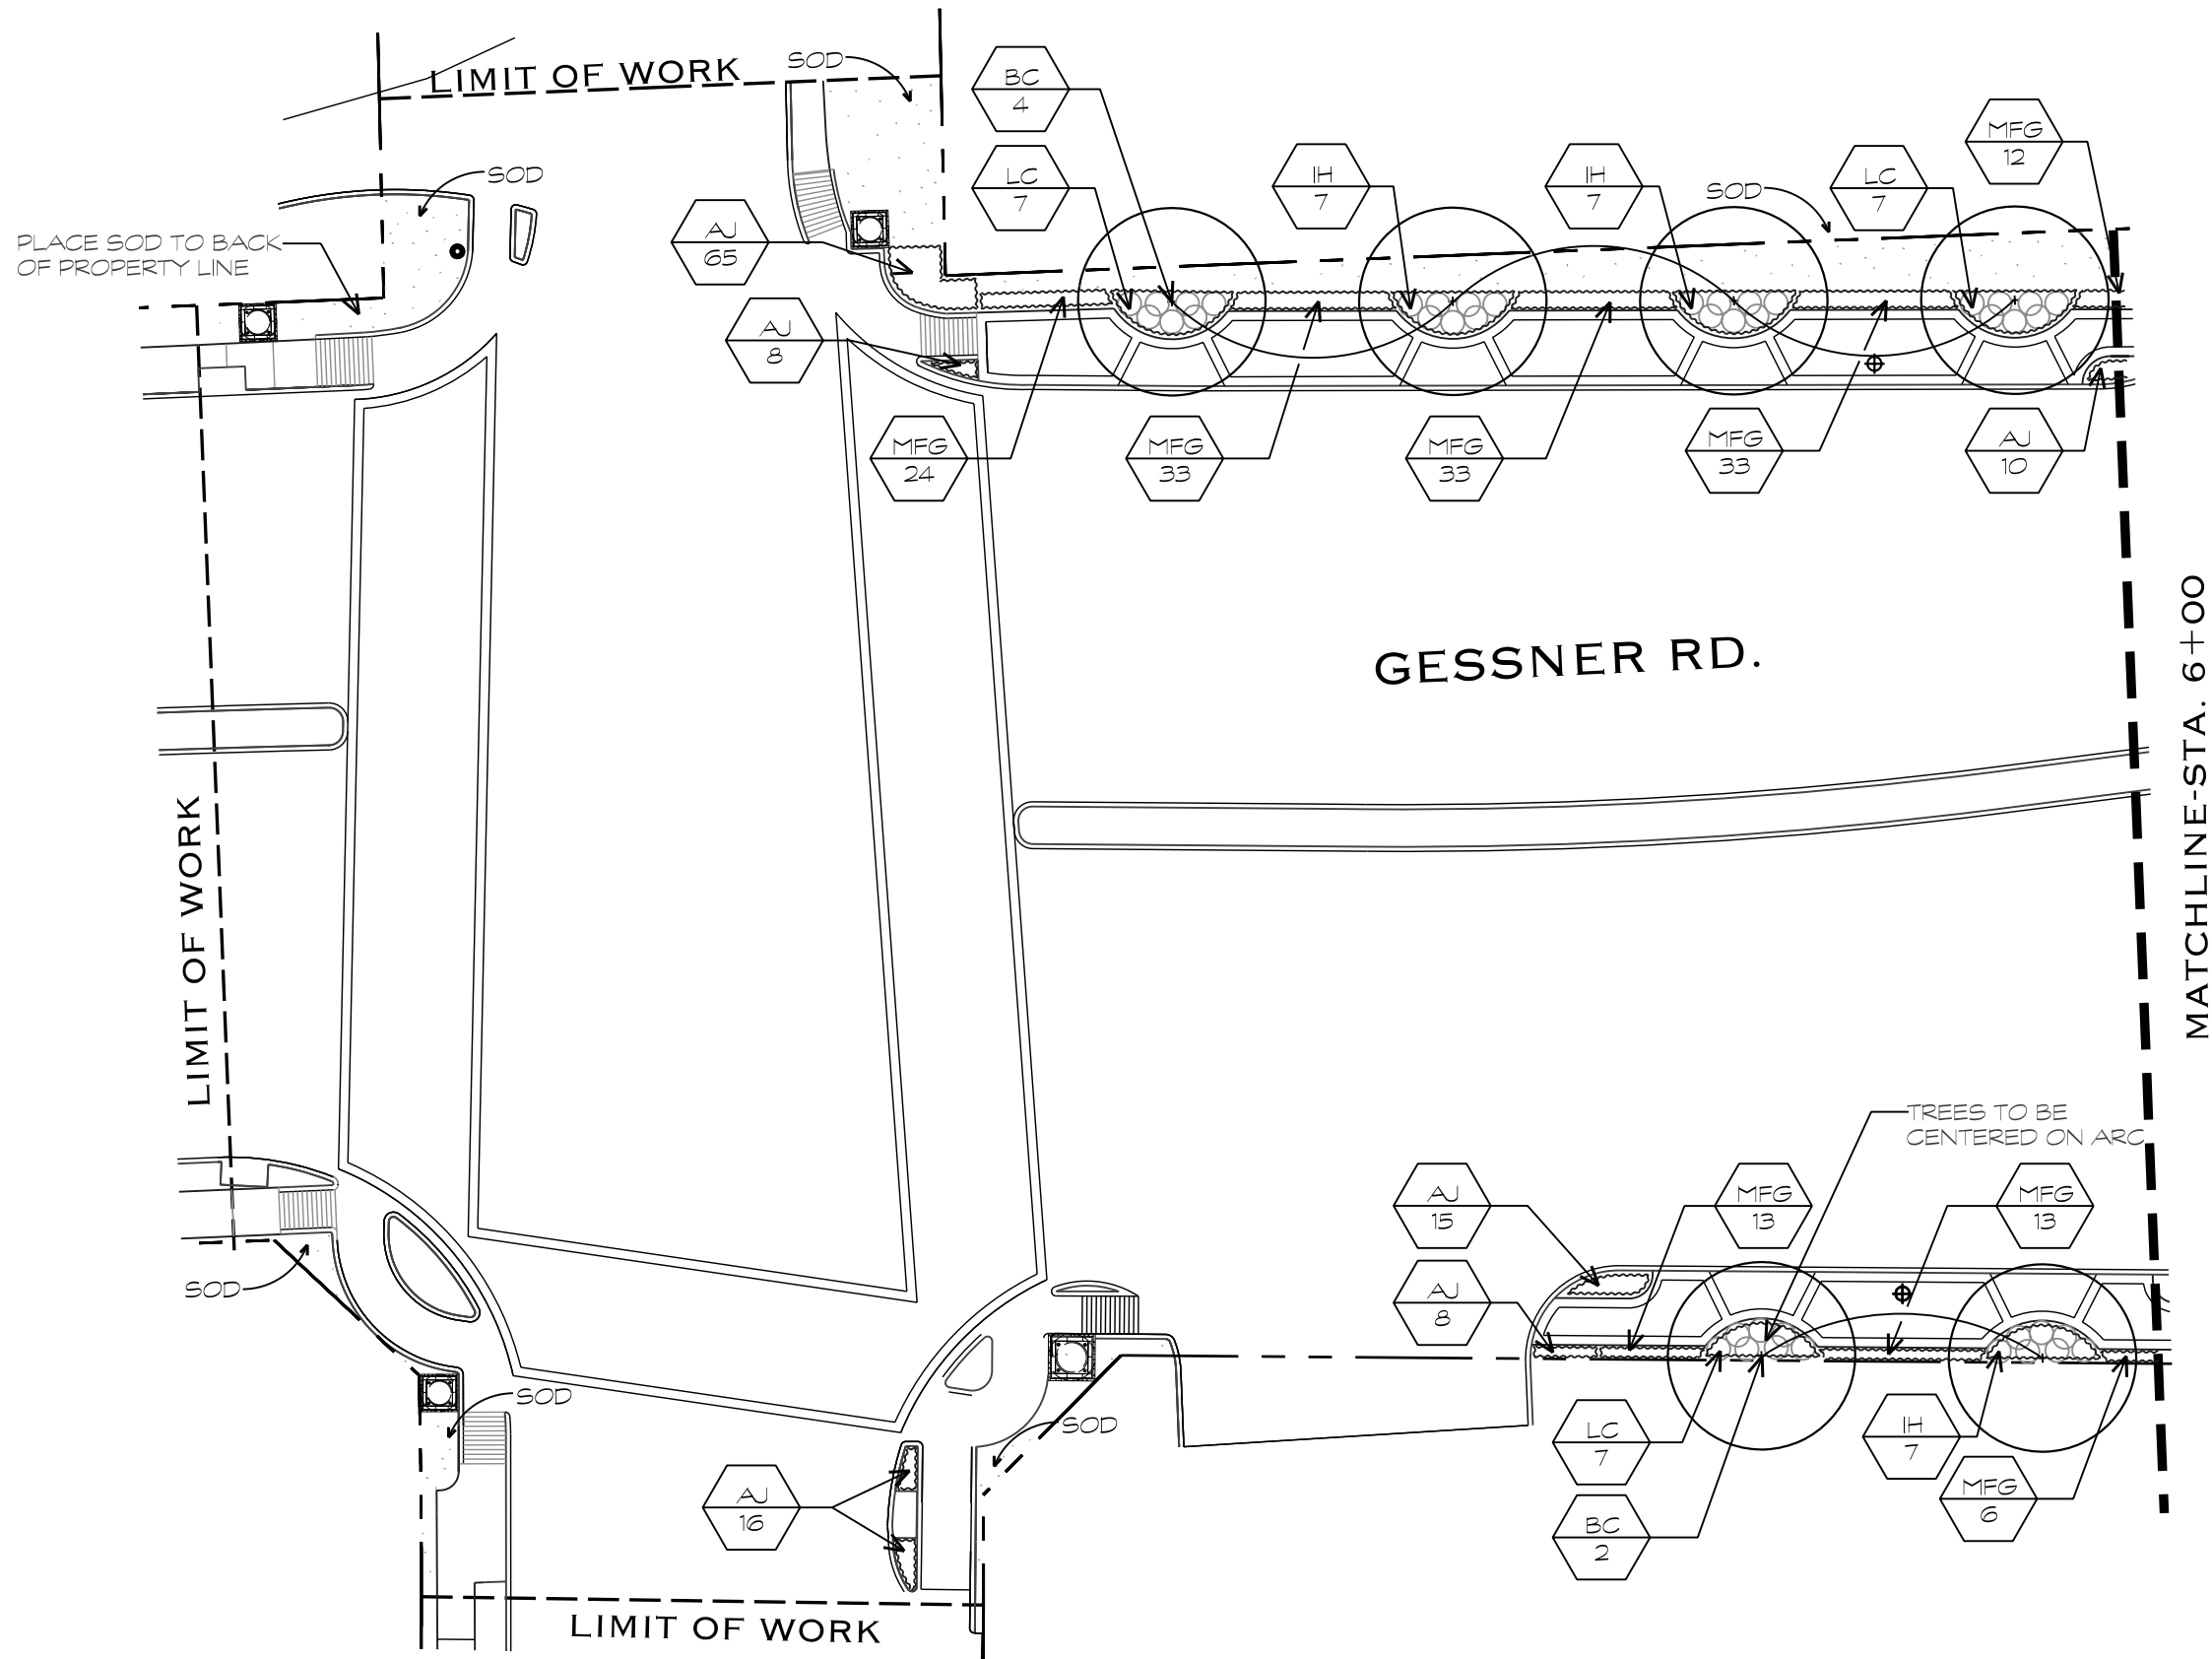 LIMIT OF WORK
SOD
BC
4
MFG
12
LC
7
IH
7
IH
7
SOD
LC
7
SOD
AJ
65
PLACE SOD TO BACK
OF PROPERTY LINE
AJ
8
MFG
24
MFG
33
MFG
33
MFG
33
AJ
10
GESSNER RD.
MATCHLINE-STA. 6+00
LIMIT OF WORK
TREES TO BE
CENTERED ON ARC
AJ
15
MFG
13
MFG
13
AJ
8
SOD
SOD
SOD
LC
7
IH
7
AJ
16
MFG
6
BC
2
LIMIT OF WORK